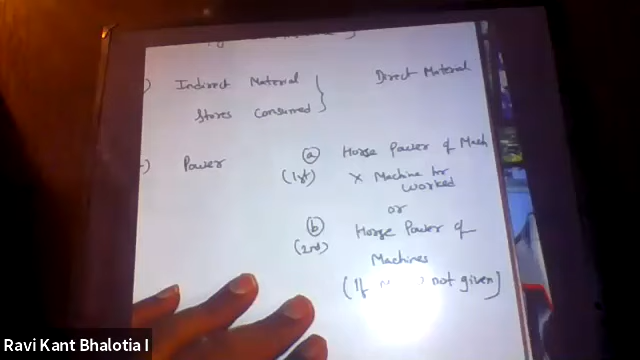 ) Indirect Material } Direct Material
Stores Consumed
-) Power (a) Horse Power of Mach
(1st) X Machine hr
worked
or
(b) Horse Power of
(2nd) Machines
(If not given)
Ravi Kant Bhalotia I